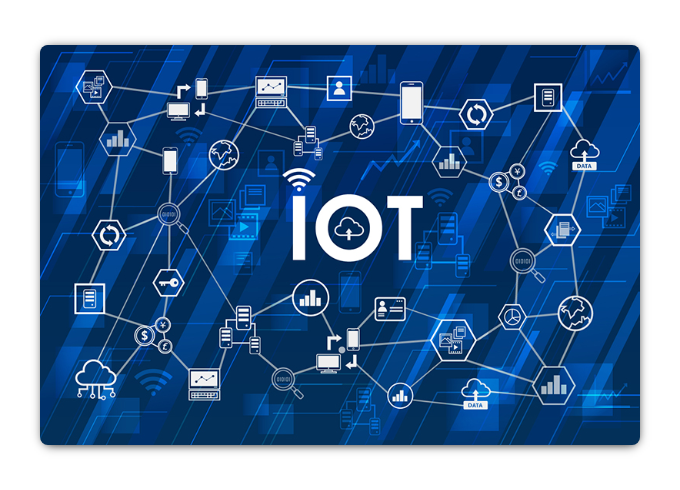 DATA
$ ¥ £
IOT
$ ¥ £
DATA